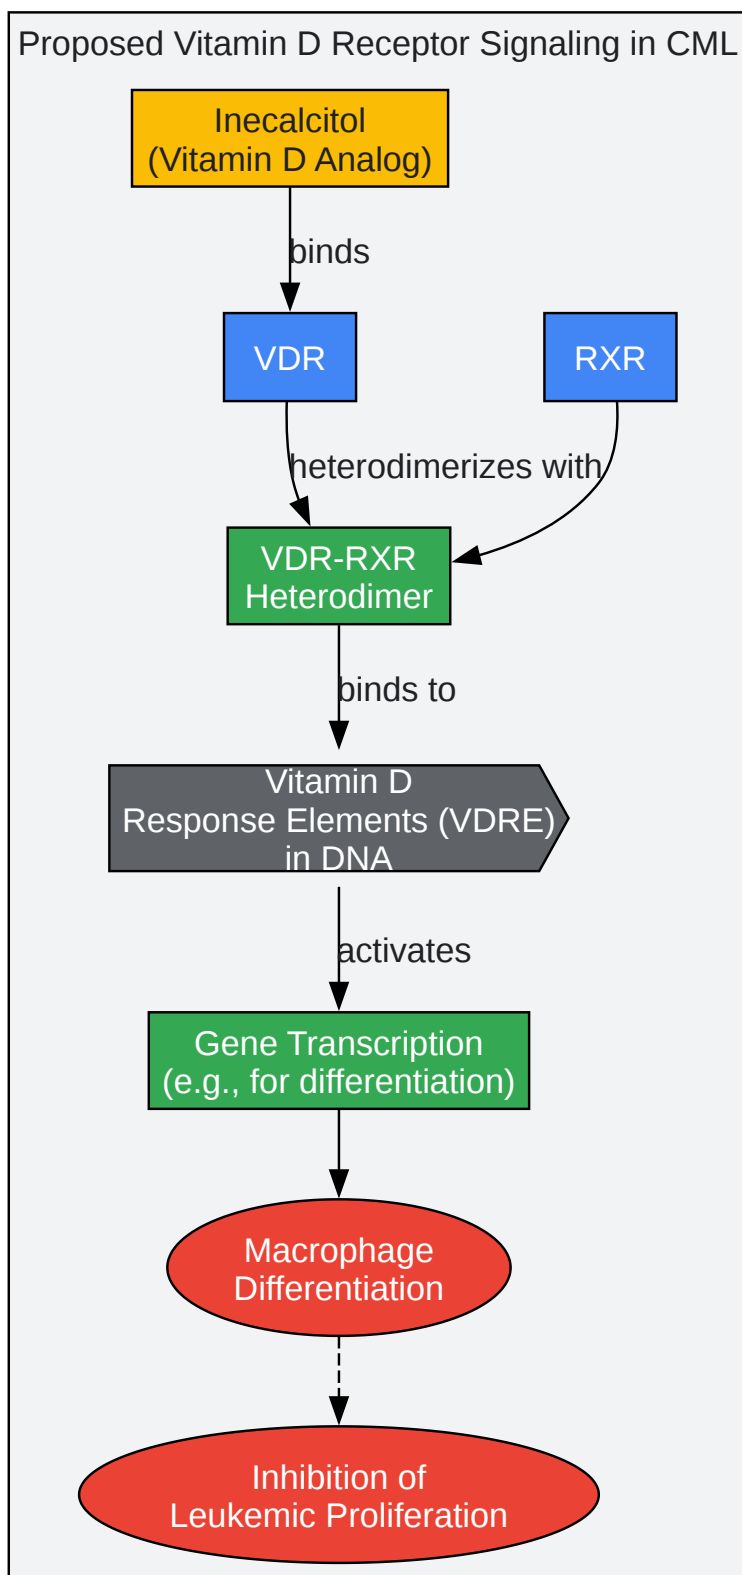 Proposed Vitamin D Receptor Signaling in CML
Inecalcitol
(Vitamin D Analog)
binds
VDR
RXR
heterodimerizes with
VDR-RXR
Heterodimer
binds to
Vitamin D
Response Elements (VDRE)
in DNA
activates
Gene Transcription
(e.g., for differentiation)
Macrophage
Differentiation
Inhibition of
Leukemic Proliferation